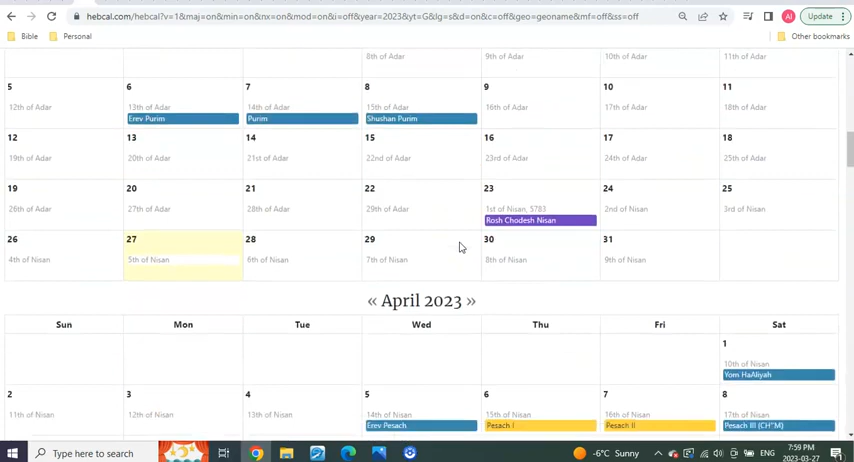 hebcal.com/hebcal?v=1&maj=on&min=on&nx=on&mod=on&i=off&year=2023&yt=G&lg=s&d=on&c=off&geo=geoname&mf=off&ss=off
AI
Update
Bible
Personal
Other bookmarks
8th of Adar 9th of Adar 10th of Adar 11th of Adar
5 6 7 8 9 10 11
12th of Adar 13th of Adar 14th of Adar 15th of Adar 16th of Adar 17th of Adar 18th of Adar
Erev Purim Purim Shushan Purim
12 13 14 15 16 17 18
19th of Adar 20th of Adar 21st of Adar 22nd of Adar 23rd of Adar 24th of Adar 25th of Adar
19 20 21 22 23 24 25
26th of Adar 27th of Adar 28th of Adar 29th of Adar 1st of Nisan, 5783 2nd of Nisan 3rd of Nisan
Rosh Chodesh Nisan
26 27 28 29 30 31
4th of Nisan 5th of Nisan 6th of Nisan 7th of Nisan 8th of Nisan 9th of Nisan
« April 2023 »
Sun Mon Tue Wed Thu Fri Sat
1
10th of Nisan
Yom HaAliyah
2 3 4 5 6 7 8
11th of Nisan 12th of Nisan 13th of Nisan 14th of Nisan 15th of Nisan 16th of Nisan 17th of Nisan
Erev Pesach Pesach I Pesach II Pesach III (CH''M)
Type here to search
-6°C Sunny
ENG
7:59 PM
2023-03-27